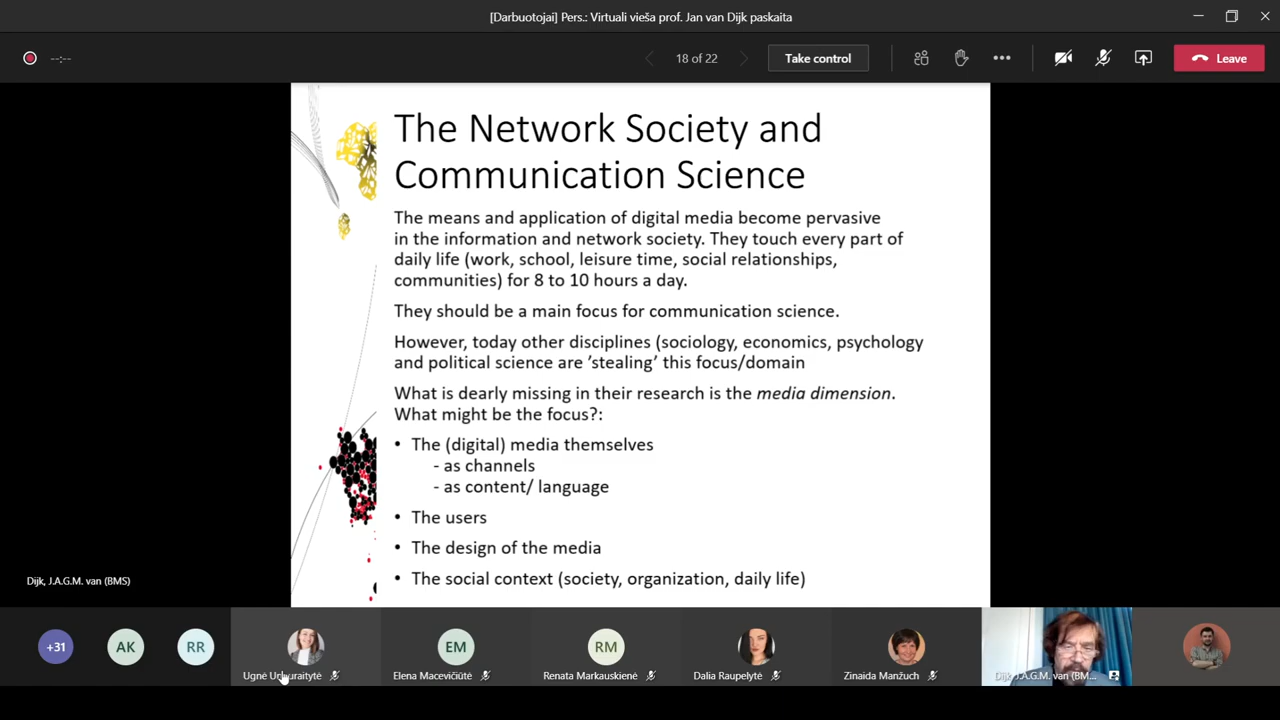 [Darbuotojai] Pers.: Virtuali vieša prof. Jan van Dijk paskaita
--:--
18 of 22
Take control
Leave
The Network Society and
Communication Science
The means and application of digital media become pervasive
in the information and network society. They touch every part of
daily life (work, school, leisure time, social relationships,
communities) for 8 to 10 hours a day.
They should be a main focus for communication science.
However, today other disciplines (sociology, economics, psychology
and political science are ’stealing’ this focus/domain
What is dearly missing in their research is the media dimension.
What might be the focus?:
• The (digital) media themselves
- as channels
- as content/ language
• The users
• The design of the media
• The social context (society, organization, daily life)
Dijk, J.A.G.M. van (BMS)
+31
AK
RR
Ugnė Urburaitytė
EM
Elena Macevičiūtė
RM
Renata Markauskienė
Dalia Raupelytė
Zinaida Manžuch
Dijk, J.A.G.M. van (BM...